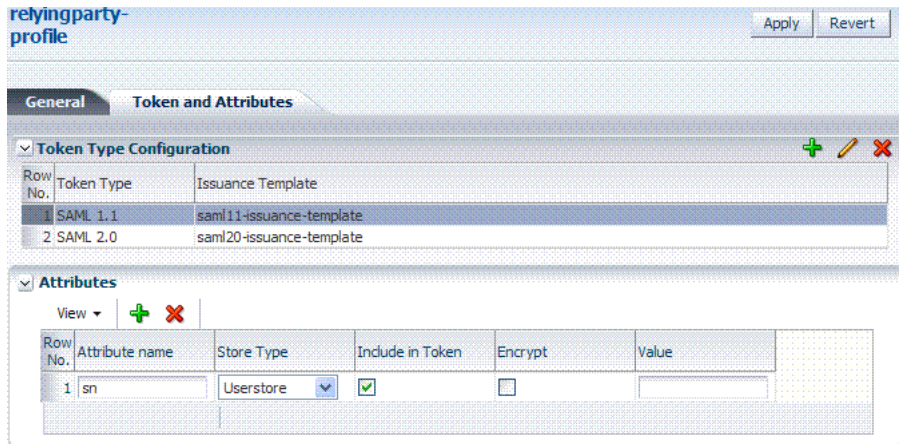 relyingparty-
profile
Apply Revert
General Token and Attributes
Token Type Configuration
Row No. Token Type Issuance Template
1 SAML 1.1 saml11-issuance-template
2 SAML 2.0 saml20-issuance-template
Attributes
View
Row No. Attribute name Store Type Include in Token Encrypt Value
1 sn Userstore